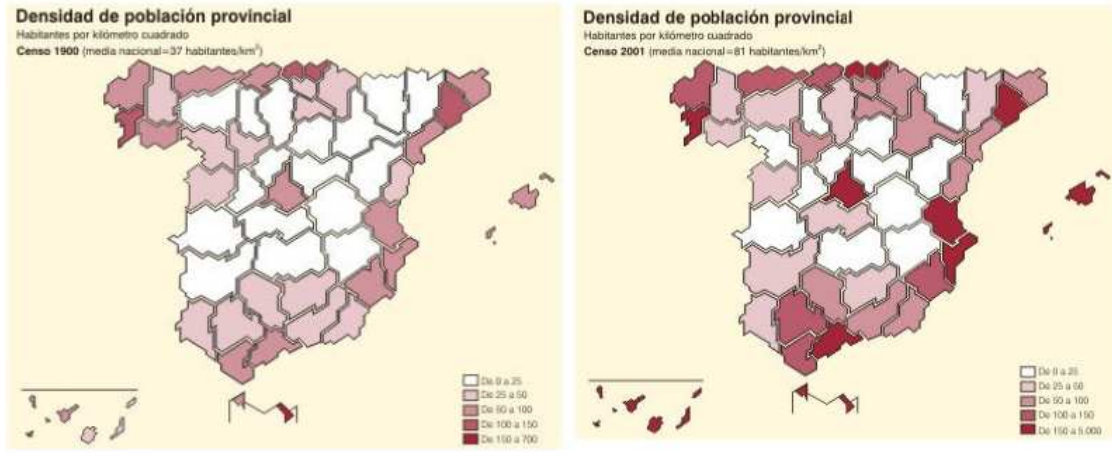 Densidad de población provincial
Habitantes por kilómetro cuadrado
Censo 1900 (media nacional=37 habitantes/km²)
De 0 a 25
De 25 a 50
De 50 a 100
De 100 a 150
De 150 a 700
Densidad de población provincial
Habitantes por kilómetro cuadrado
Censo 2001 (media nacional=81 habitantes/km²)
De 0 a 25
De 25 a 50
De 50 a 100
De 100 a 150
De 150 a 5.000